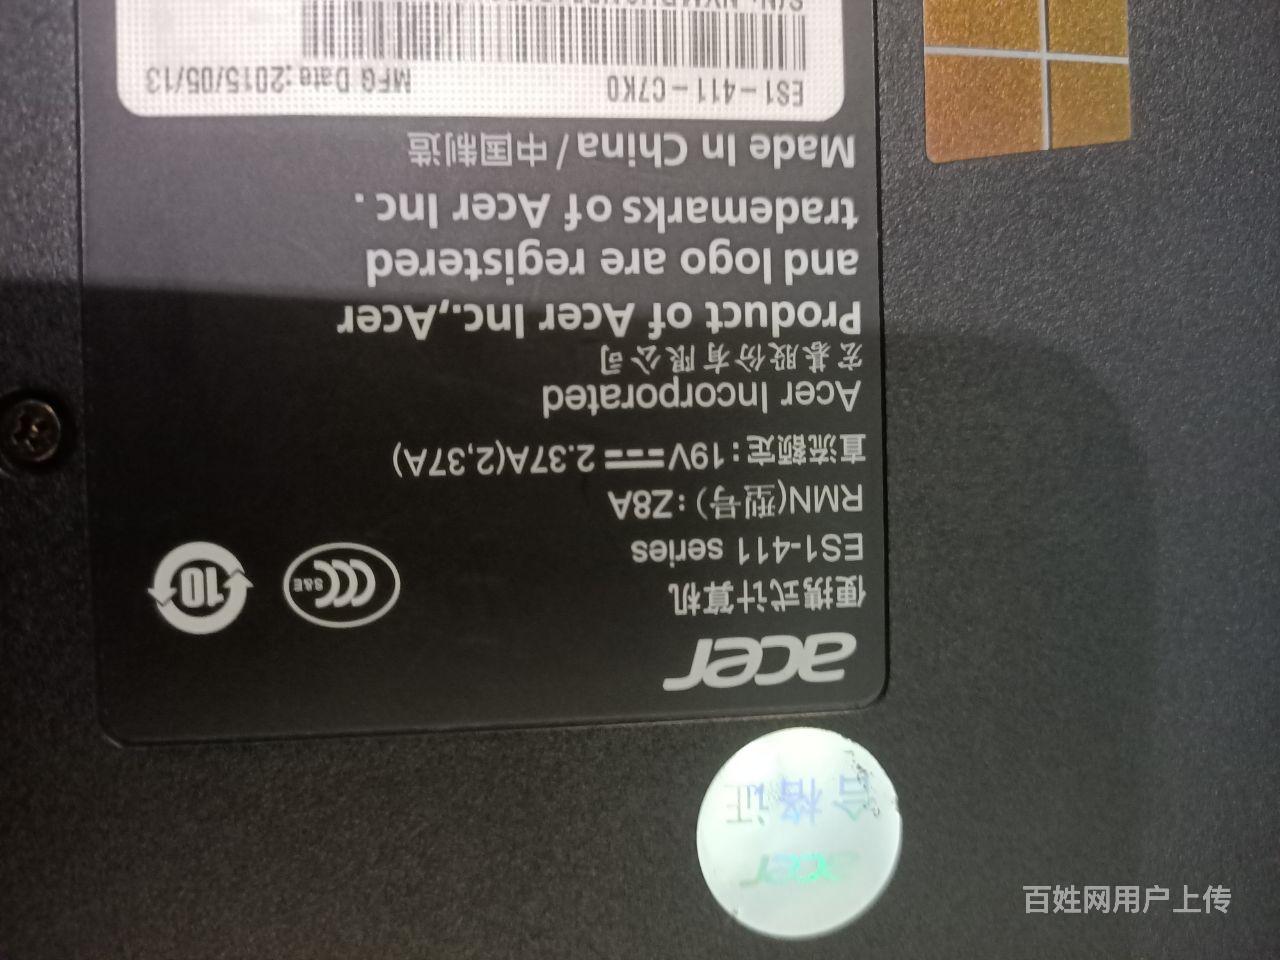 acer
便携式计算机
ES1-411 series
RMN(型号):Z8A
直流额定:19V 2.37A(2,37A)
Acer Incorporated
宏碁股份有限公司
Product of Acer Inc.,Acer
and logo are registered
trademarks of Acer Inc.
Made In China/中国制造
ES1-411-C7K0 MFG Date:2015/05/13
S/N:
CCC
S&E
10
acer
合格证
百姓网用户上传